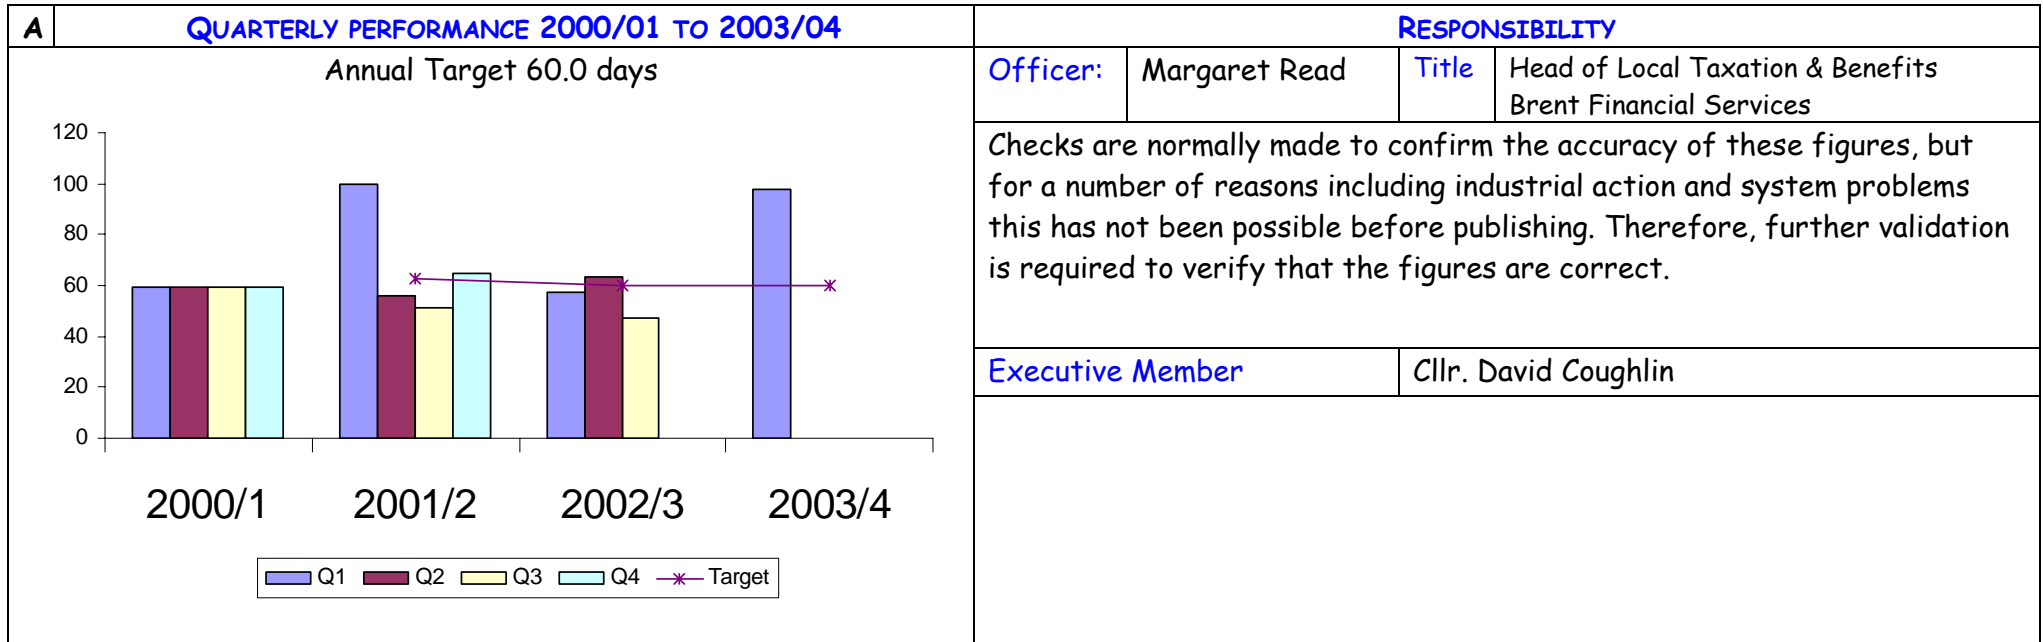 A
QUARTERLY PERFORMANCE 2000/01 TO 2003/04
RESPONSIBILITY
Annual Target 60.0 days
120
100
80
60
40
20
0
2000/1 2001/2 2002/3 2003/4
Q1 Q2 Q3 Q4 Target
Officer: Margaret Read Title Head of Local Taxation & Benefits
Brent Financial Services
Checks are normally made to confirm the accuracy of these figures, but
for a number of reasons including industrial action and system problems
this has not been possible before publishing. Therefore, further validation
is required to verify that the figures are correct.
Executive Member Cllr. David Coughlin